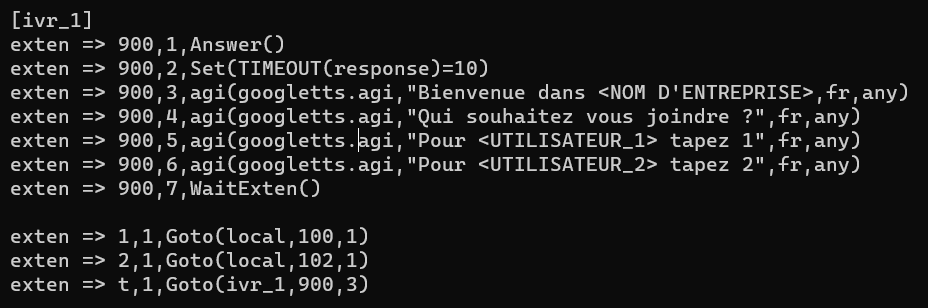 [ivr_1]
exten => 900,1,Answer()
exten => 900,2,Set(TIMEOUT(response)=10)
exten => 900,3,agi(googletts.agi,"Bienvenue dans <NOM D'ENTREPRISE>,fr,any)
exten => 900,4,agi(googletts.agi,"Qui souhaitez vous joindre ?",fr,any)
exten => 900,5,agi(googletts.agi,"Pour <UTILISATEUR_1> tapez 1",fr,any)
exten => 900,6,agi(googletts.agi,"Pour <UTILISATEUR_2> tapez 2",fr,any)
exten => 900,7,WaitExten()
exten => 1,1,Goto(local,100,1)
exten => 2,1,Goto(local,102,1)
exten => t,1,Goto(ivr_1,900,3)